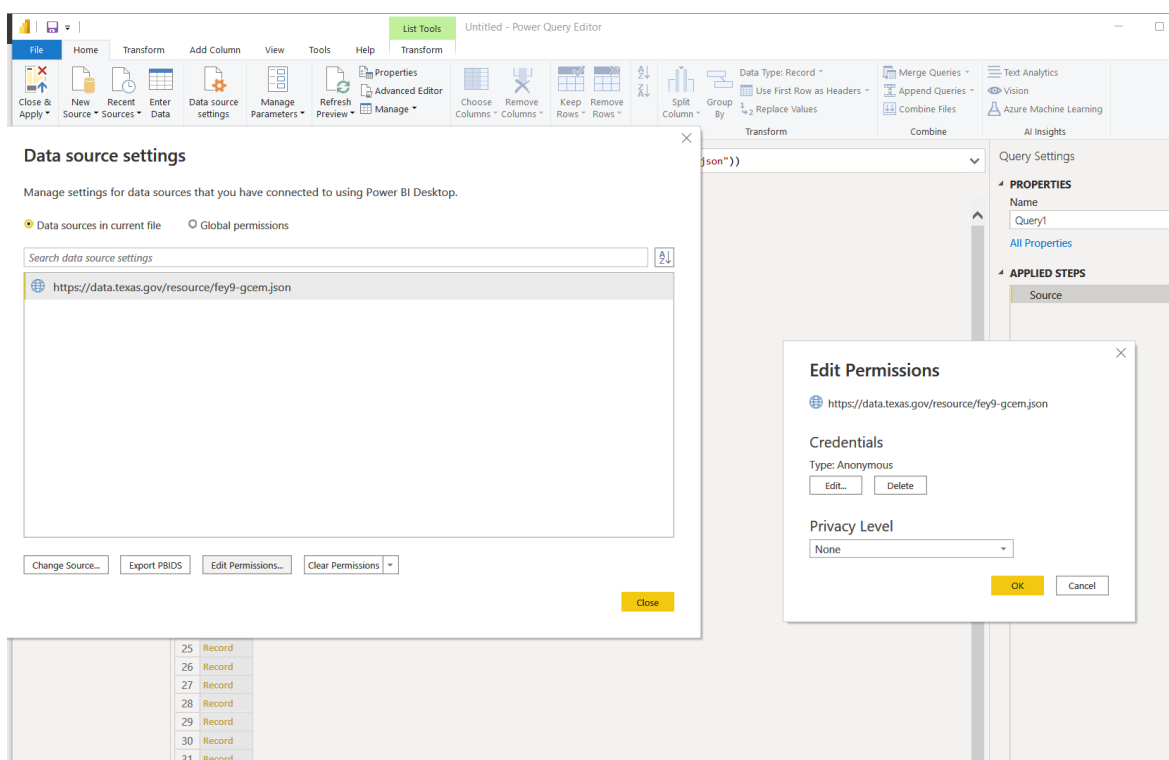 List Tools
Untitled - Power Query Editor
File Home Transform Add Column View Tools Help Transform
Close & Apply
New Source
Recent Sources
Enter Data
Data source settings
Manage Parameters
Refresh Preview
Properties
Advanced Editor
Manage
Choose Columns
Remove Columns
Keep Rows
Remove Rows
Split Column
Group By
Data Type: Record
Use First Row as Headers
Replace Values
Transform
Merge Queries
Append Queries
Combine Files
Combine
Text Analytics
Vision
Azure Machine Learning
AI Insights
Data source settings
Manage settings for data sources that you have connected to using Power BI Desktop.
Data sources in current file
Global permissions
Search data source settings
https://data.texas.gov/resource/fey9-gcem.json
Change Source...
Export PBIDS
Edit Permissions...
Clear Permissions
Close
json"))
Query Settings
PROPERTIES
Name
Query1
All Properties
APPLIED STEPS
Source
Edit Permissions
https://data.texas.gov/resource/fey9-gcem.json
Credentials
Type: Anonymous
Edit...
Delete
Privacy Level
None
OK
Cancel
25 Record
26 Record
27 Record
28 Record
29 Record
30 Record
31 Record